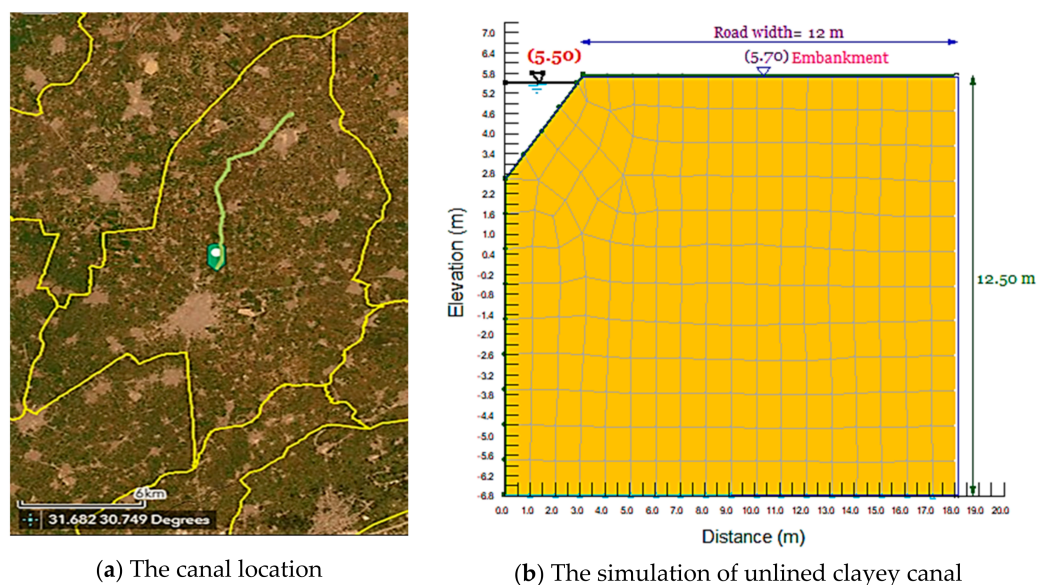 6km
31.682 30.749 Degrees
(a) The canal location
Road width= 12 m
(5.50)
(5.70) Embankment
7.0
5.8
5.2
4.6
4.0
3.4
2.8
2.2
1.6
1.0
0.4
-0.2
-0.8
-1.4
-2.0
-2.6
-3.2
-3.8
-4.4
-5.0
-5.6
-6.2
-6.8
Elevation (m)
12.50 m
0.0 1.0 2.0 3.0 4.0 5.0 6.0 7.0 8.0 9.0 10.0 11.0 12.0 13.0 14.0 15.0 16.0 17.0 18.0 19.0 20.0
Distance (m)
(b) The simulation of unlined clayey canal